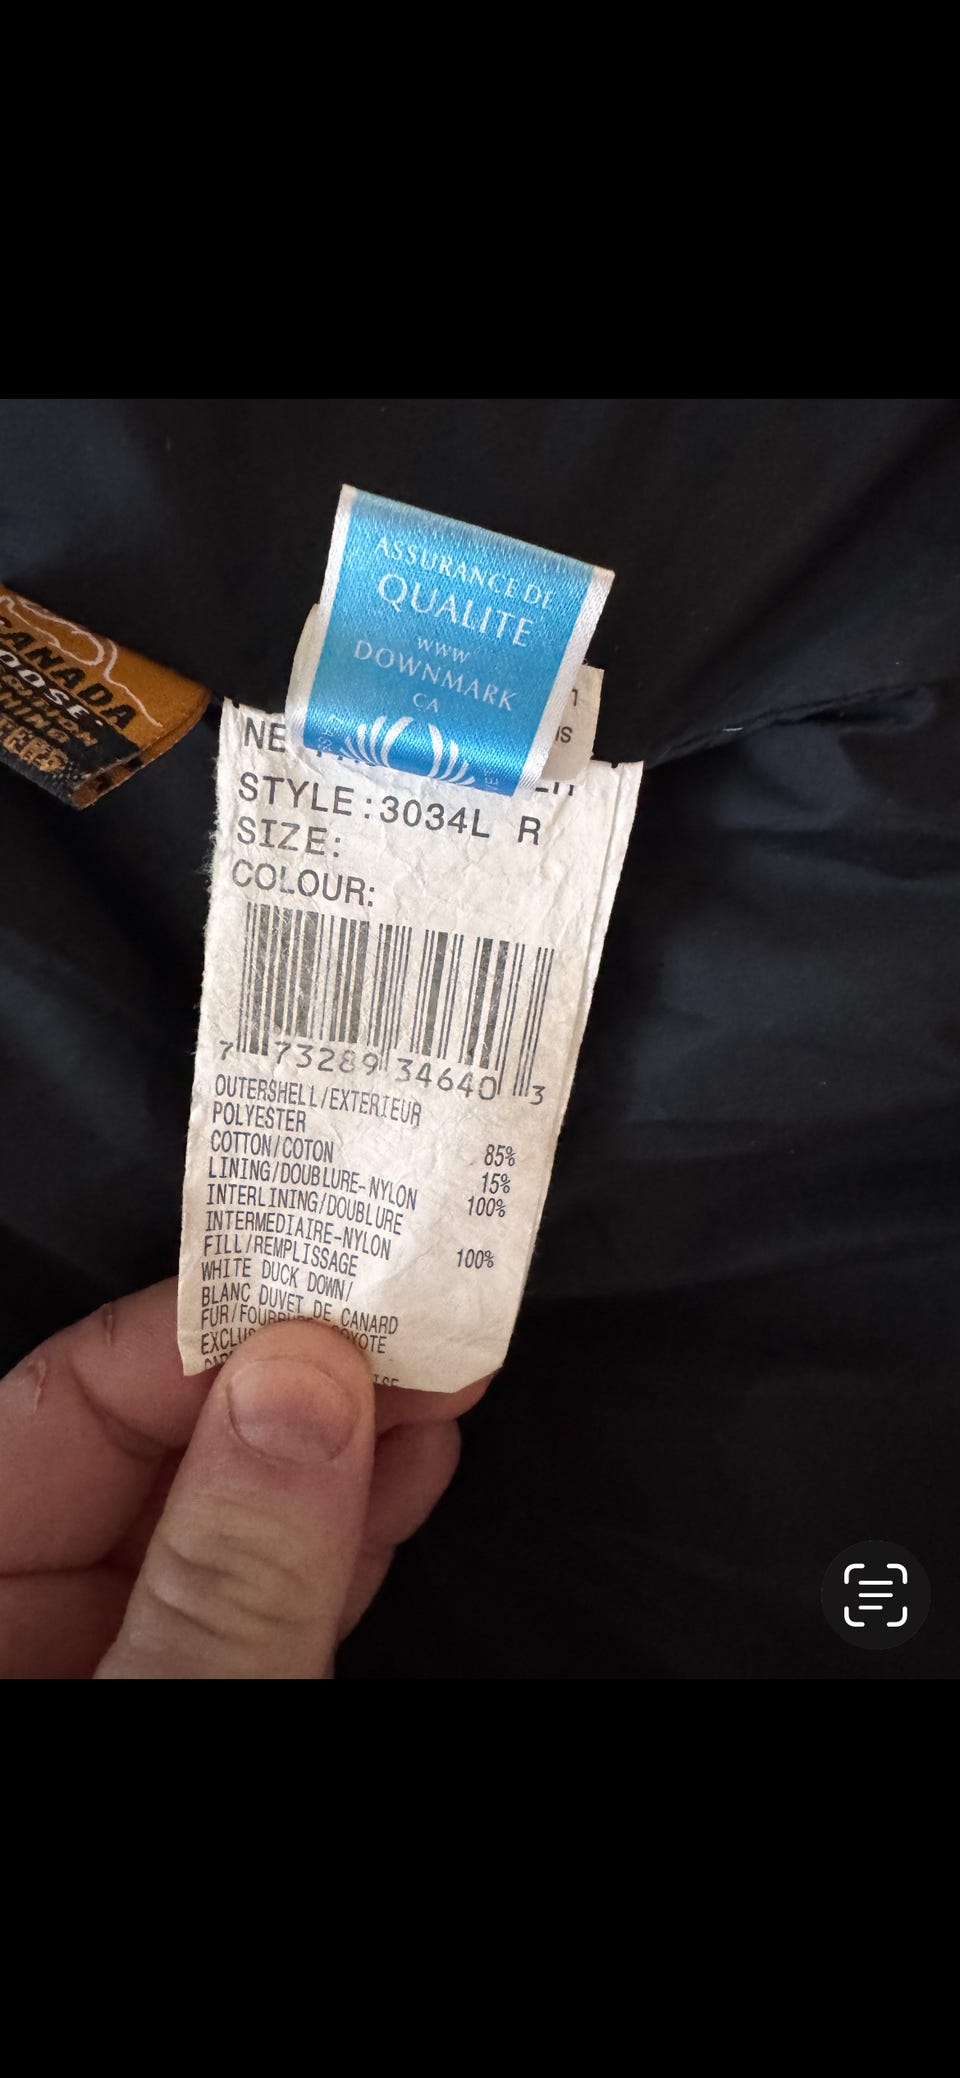 ASSURANCE DE
QUALITE
WWW
DOWNMARK
CA
CANADA
NE
STYLE:3034L R
SIZE:
COLOUR:
7 73289 34640 3
OUTERSHELL/EXTERIEUR
POLYESTER 85%
COTTON/COTON 15%
LINING/DOUBLURE-NYLON 100%
INTERLINING/DOUBLURE
INTERMEDIAIRE-NYLON 100%
FILL/REMPLISSAGE
WHITE DUCK DOWN/
BLANC DUVET DE CANARD